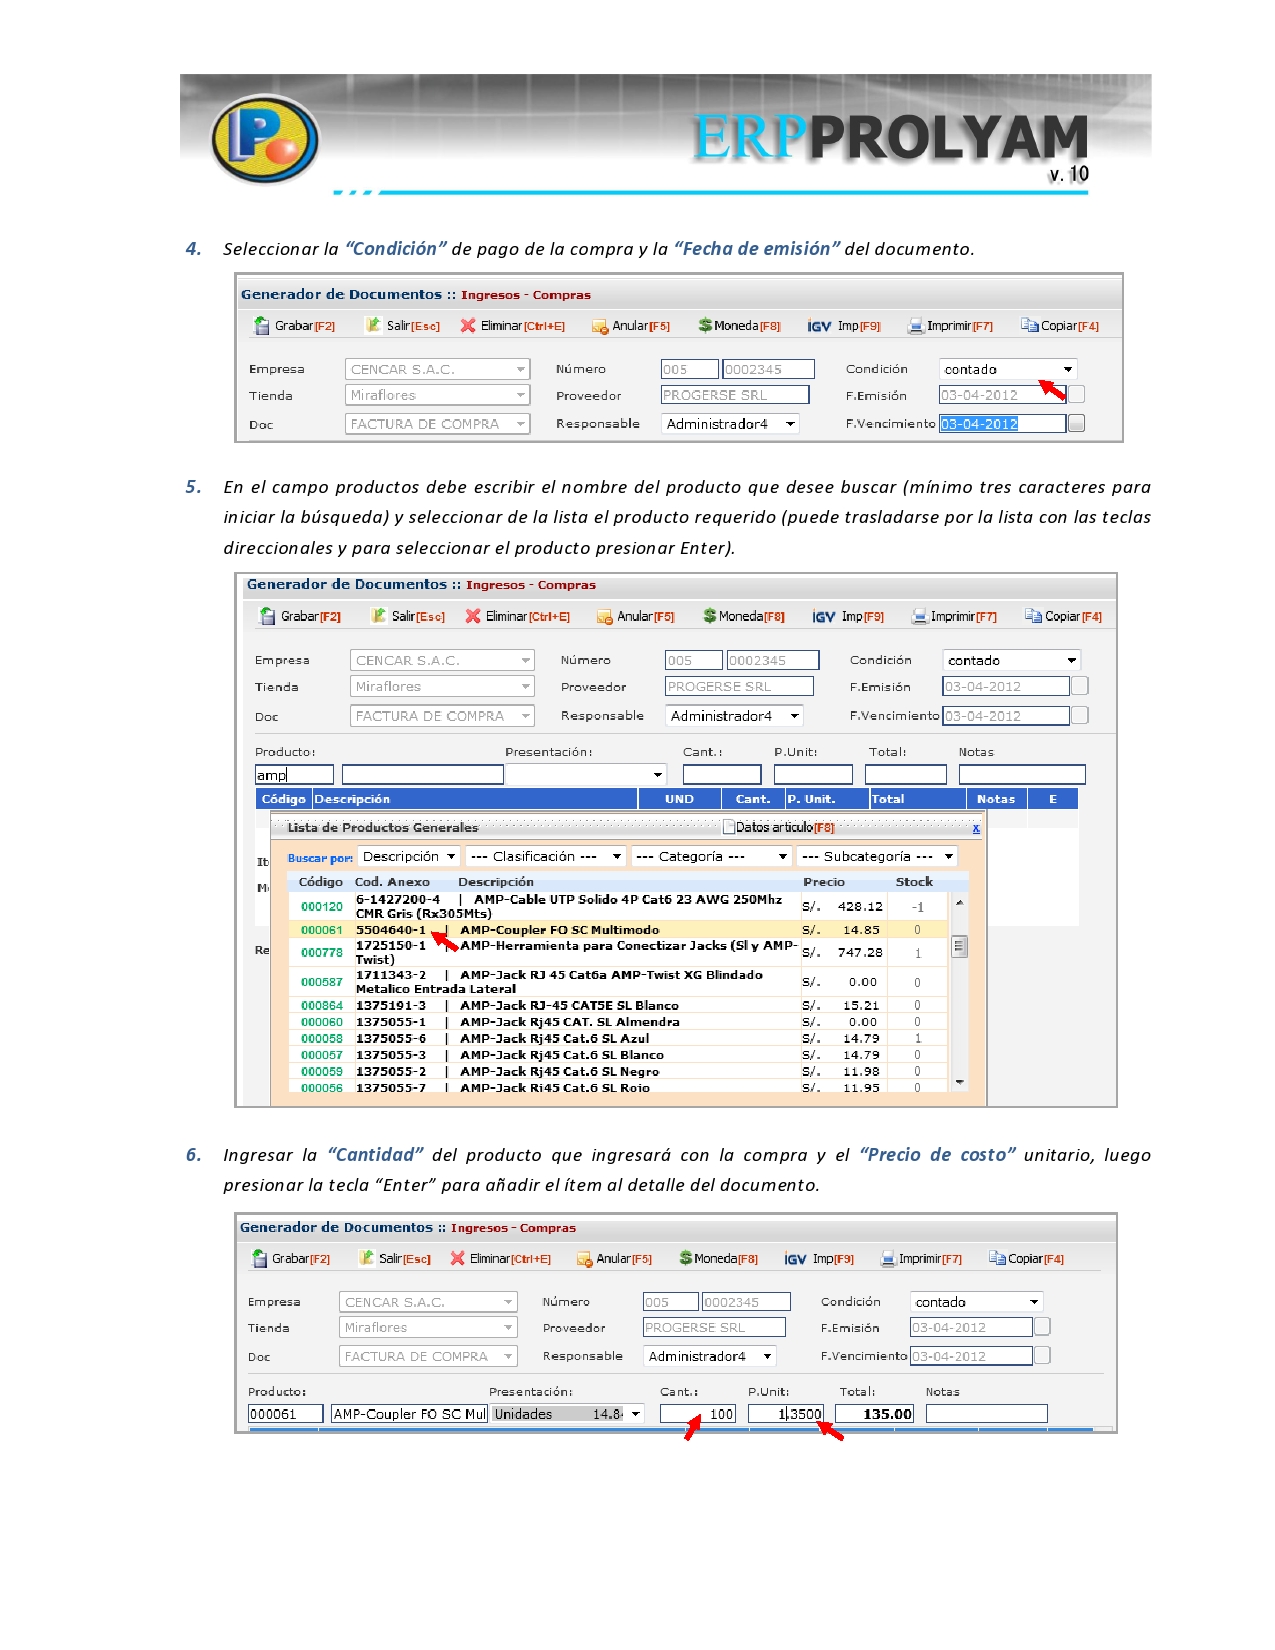 ERPPROLYAM
v. 10
4. Seleccionar la “Condición” de pago de la compra y la “Fecha de emisión” del documento.
Generador de Documentos :: Ingresos - Compras
Grabar[F2] Salir[Esc] Eliminar[Ctrl+E] Anular[F5] Moneda[F8] IGV Imp[F9] Imprimir[F7] Copiar[F4]
Empresa CENCAR S.A.C. Número 005 0002345 Condición contado
Tienda Miraflores Proveedor PROGERSE SRL F.Emisión 03-04-2012
Doc FACTURA DE COMPRA Responsable Administrador4 F.Vencimiento 03-04-2012
5. En el campo productos debe escribir el nombre del producto que desee buscar (mínimo tres caracteres para
iniciar la búsqueda) y seleccionar de la lista el producto requerido (puede trasladarse por la lista con las teclas
direccionales y para seleccionar el producto presionar Enter).
Generador de Documentos :: Ingresos - Compras
Grabar[F2] Salir[Esc] Eliminar[Ctrl+E] Anular[F5] Moneda[F8] IGV Imp[F9] Imprimir[F7] Copiar[F4]
Empresa CENCAR S.A.C. Número 005 0002345 Condición contado
Tienda Miraflores Proveedor PROGERSE SRL F.Emisión 03-04-2012
Doc FACTURA DE COMPRA Responsable Administrador4 F.Vencimiento 03-04-2012
Producto: Presentación: Cant.: P.Unit: Total: Notas
amp
Código Descripción UND Cant. P. Unit. Total Notas E
Lista de Productos Generales Datos articulo[F8] x
Buscar por: Descripción --- Clasificación --- --- Categoría --- --- Subcategoría ---
Código Cod. Anexo Descripción Precio Stock
000120 6-1427200-4 | AMP-Cable UTP Solido 4P Cat6 23 AWG 250Mhz S/. 428.12 -1
CMR Gris (Rx305Mts)
000061 5504640-1 | AMP-Coupler FO SC Multimodo S/. 14.85 0
000778 1725150-1 | AMP-Herramienta para Conectizar Jacks (Sl y AMP- S/. 747.28 1
Twist)
000587 1711343-2 | AMP-Jack RJ 45 Cat6a AMP-Twist XG Blindado S/. 0.00 0
Metalico Entrada Lateral
000864 1375191-3 | AMP-Jack RJ-45 CAT5E SL Blanco S/. 15.21 0
000060 1375055-1 | AMP-Jack Rj45 CAT. SL Almendra S/. 0.00 0
000058 1375055-6 | AMP-Jack Rj45 Cat.6 SL Azul S/. 14.79 1
000057 1375055-3 | AMP-Jack Rj45 Cat.6 SL Blanco S/. 14.79 0
000059 1375055-2 | AMP-Jack Rj45 Cat.6 SL Negro S/. 11.98 0
000056 1375055-7 | AMP-Jack Rj45 Cat.6 SL Rojo S/. 11.95 0
6. Ingresar la “Cantidad” del producto que ingresará con la compra y el “Precio de costo” unitario, luego
presionar la tecla “Enter” para añadir el ítem al detalle del documento.
Generador de Documentos :: Ingresos - Compras
Grabar[F2] Salir[Esc] Eliminar[Ctrl+E] Anular[F5] Moneda[F8] IGV Imp[F9] Imprimir[F7] Copiar[F4]
Empresa CENCAR S.A.C. Número 005 0002345 Condición contado
Tienda Miraflores Proveedor PROGERSE SRL F.Emisión 03-04-2012
Doc FACTURA DE COMPRA Responsable Administrador4 F.Vencimiento 03-04-2012
Producto: Presentación: Cant.: P.Unit: Total: Notas
000061 AMP-Coupler FO SC Mul Unidades 14.84 100 1.3500 135.00